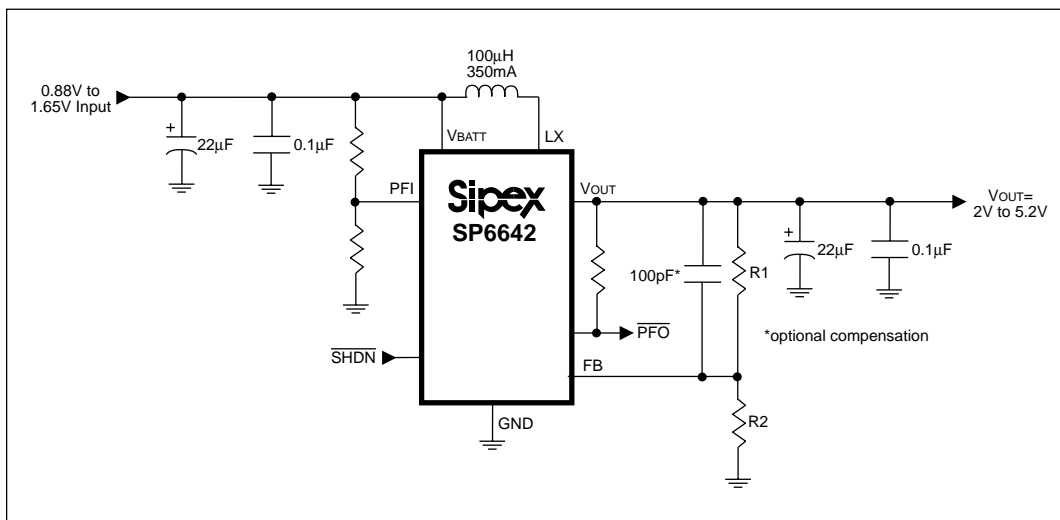 100µH
350mA
0.88V to
1.65V Input
+
22µF
0.1µF
VBATT
LX
PFI
Sipex
SP6642
VOUT
VOUT=
2V to 5.2V
+
22µF
0.1µF
100pF*
R1
PFO
*optional compensation
SHDN
FB
GND
R2